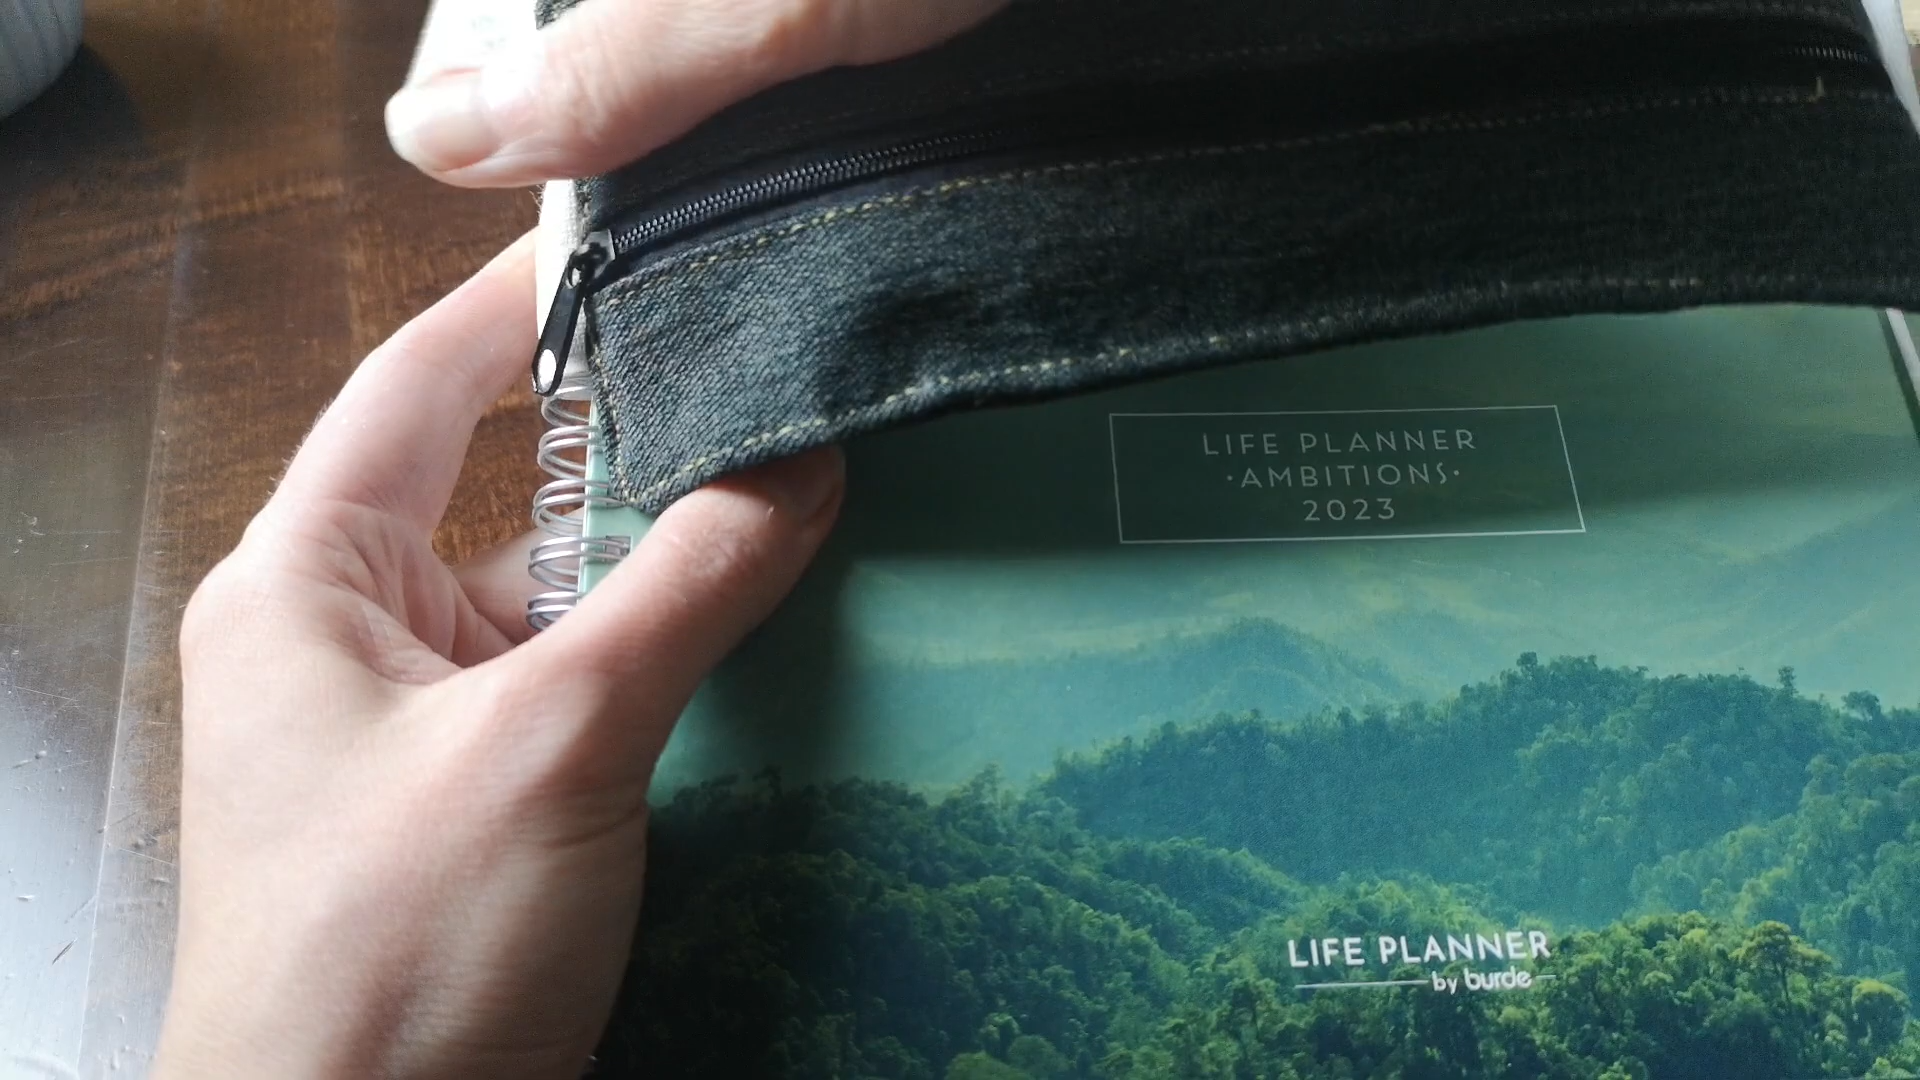 LIFE PLANNER
·AMBITIONS·
2023
LIFE PLANNER
by burde